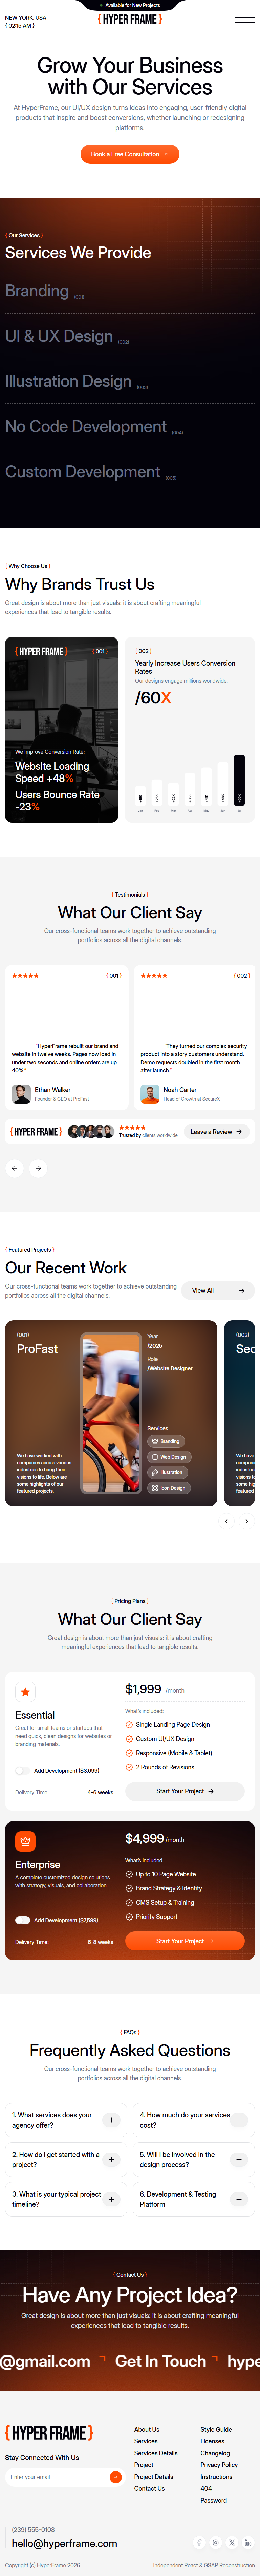 Available for New Projects
NEW YORK, USA
( 02:15 AM )
{ HYPER FRAME }
Grow Your Business
with Our Services
At HyperFrame, our UI/UX design turns ideas into engaging, user-friendly digital
products that inspire and boost conversions, whether launching or redesigning
platforms.
Book a Free Consultation
{ Our Services }
Services We Provide
Branding (001)
UI & UX Design (002)
Illustration Design (003)
No Code Development (004)
Custom Development (005)
{ Why Choose Us }
Why Brands Trust Us
Great design is about more than just visuals: it is about crafting meaningful
experiences that lead to tangible results.
{ HYPER FRAME }
( 001 )
We Improve Conversion Rate:
Website Loading
Speed +48%
Users Bounce Rate
-23%
( 002 )
Yearly Increase Users Conversion
Rates
Our designs engage millions worldwide.
/60X
Jan
Feb
Mar
Apr
May
Jun
Jul
{ Testimonials }
What Our Client Say
Our cross-functional teams work together to achieve outstanding
portfolios across all the digital channels.
( 001 )
"HyperFrame rebuilt our brand and
website in twelve weeks. Pages now load in
under two seconds and online orders are up
40%."
Ethan Walker
Founder & CEO at ProFast
( 002 )
"They turned our complex security
product into a story customers understand.
Demo requests doubled in the first month
after launch."
Noah Carter
Head of Growth at SecureX
{ HYPER FRAME }
Trusted by clients worldwide
Leave a Review
{ Featured Projects }
Our Recent Work
Our cross-functional teams work together to achieve outstanding
portfolios across all the digital channels.
View All
(001)
ProFast
We have worked with
companies across various
industries to bring their
visions to life. Below are
some highlights of our
featured projects.
Year
/2025
Role
/Website Designer
Services
Branding
Web Design
Illustration
Icon Design
(002)
Sec
We have
compani
industries
visions to
some hig
featured
{ Pricing Plans }
What Our Client Say
Great design is about more than just visuals: it is about crafting
meaningful experiences that lead to tangible results.
Essential
Great for small teams or startups that
need quick, clean designs for websites or
branding materials.
Add Development ($3,699)
Delivery Time: 4-6 weeks
$1,999 /month
What's included:
Single Landing Page Design
Custom UI/UX Design
Responsive (Mobile & Tablet)
2 Rounds of Revisions
Start Your Project
Enterprise
A complete customized design solutions
with strategy, visuals, and collaboration.
Add Development ($7,599)
Delivery Time: 6-8 weeks
$4,999 /month
What's included:
Up to 10 Page Website
Brand Strategy & Identity
CMS Setup & Training
Priority Support
Start Your Project
{ FAQs }
Frequently Asked Questions
Our cross-functional teams work together to achieve outstanding
portfolios across all the digital channels.
1. What services does your
agency offer?
2. How do I get started with a
project?
3. What is your typical project
timeline?
4. How much do your services
cost?
5. Will I be involved in the
design process?
6. Development & Testing
Platform
{ Contact Us }
Have Any Project Idea?
Great design is about more than just visuals: it is about crafting meaningful
experiences that lead to tangible results.
@gmail.com Get In Touch hype
{ HYPER FRAME }
Stay Connected With Us
Enter your email...
About Us
Services
Services Details
Project
Project Details
Contact Us
Style Guide
Licenses
Changelog
Privacy Policy
Instructions
404
Password
(239) 555-0108
hello@hyperframe.com
Copyright (c) HyperFrame 2026
Independent React & GSAP Reconstruction